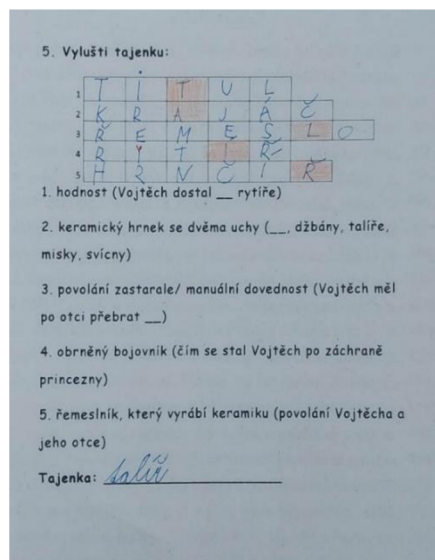 5. Vylušti tajenku:
1 T I T U L
2 K R A J Á Č
3 Ř E M E S L O
4 R Y T Í Ř
5 H R N Č I Ř
1. hodnost (Vojtěch dostal __ rytíře)
2. keramický hrnek se dvěma uchy (__, džbány, talíře,
misky, svícny)
3. povolání zastarale/ manuální dovednost (Vojtěch měl
po otci přebrat __)
4. obrněný bojovník (čím se stal Vojtěch po záchraně
princezny)
5. řemeslník, který vyrábí keramiku (povolání Vojtěcha a
jeho otce)
Tajenka: talíř